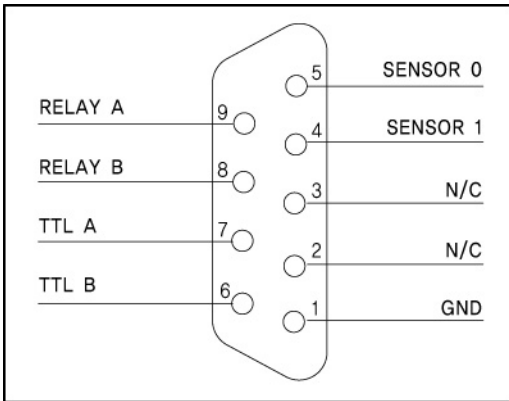 5 SENSOR 0
RELAY A 9
4 SENSOR 1
RELAY B 8
3 N/C
TTL A 7
2 N/C
TTL B 6
1 GND